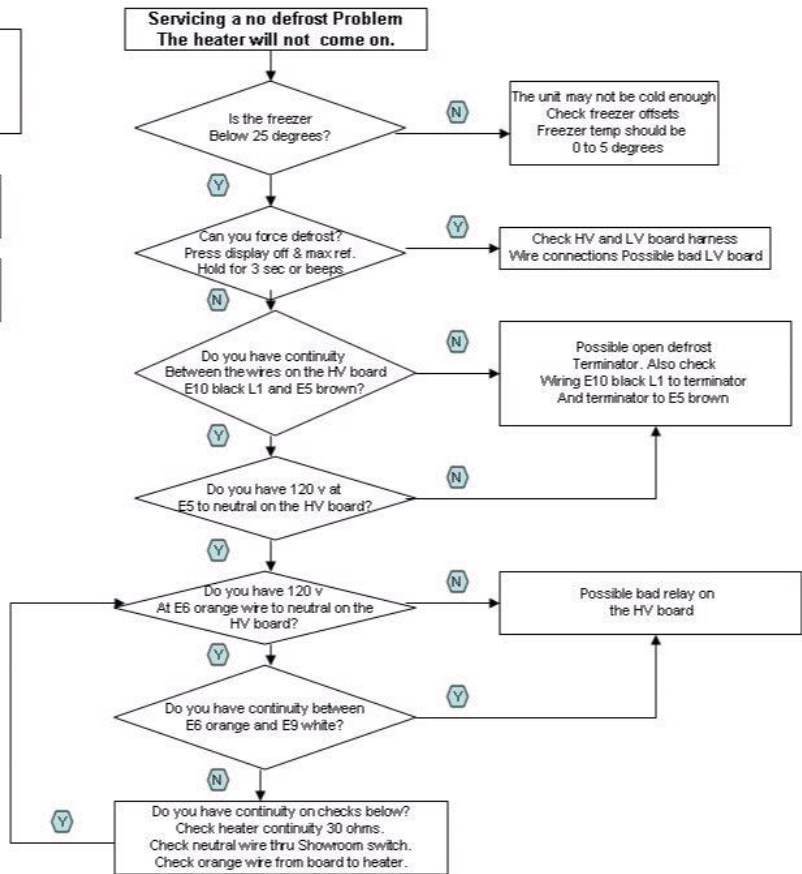 Servicing a no defrost Problem
The heater will not come on.
Is the freezer
Below 25 degrees?
N
The unit may not be cold enough
Check freezer offsets
Freezer temp should be
0 to 5 degrees
Y
Can you force defrost?
Press display off & max ref.
Hold for 3 sec or beeps
Y
Check HV and LV board harness
Wire connections Possible bad LV board
N
Do you have continuity
Between the wires on the HV board
E10 black L1 and E5 brown?
N
Possible open defrost
Terminator. Also check
Wiring E10 black L1 to terminator
And terminator to E5 brown
Y
Do you have 120 v at
E5 to neutral on the HV board?
N
Y
Do you have 120 v
At E6 orange wire to neutral on the
HV board?
N
Possible bad relay on
the HV board
Y
Do you have continuity between
E6 orange and E9 white?
Y
N
Do you have continuity on checks below?
Check heater continuity 30 ohms.
Check neutral wire thru Showroom switch.
Check orange wire from board to heater.
Y